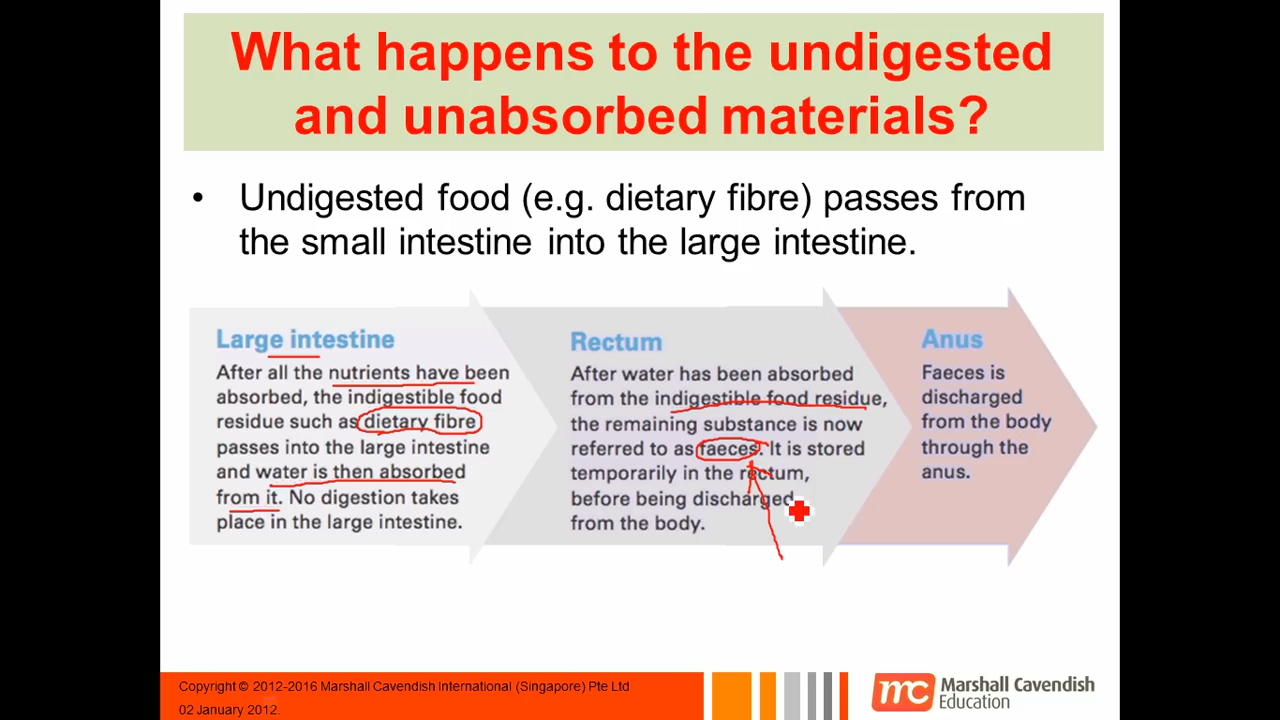 What happens to the undigested
and unabsorbed materials?
• Undigested food (e.g. dietary fibre) passes from
the small intestine into the large intestine.
Large intestine
After all the nutrients have been
absorbed, the indigestible food
residue such as dietary fibre
passes into the large intestine
and water is then absorbed
from it. No digestion takes
place in the large intestine.
Rectum
After water has been absorbed
from the indigestible food residue,
the remaining substance is now
referred to as faeces. It is stored
temporarily in the rectum,
before being discharged
from the body.
Anus
Faeces is
discharged
from the body
through the
anus.
Copyright © 2012-2016 Marshall Cavendish International (Singapore) Pte Ltd
02 January 2012.
mc Marshall Cavendish
Education